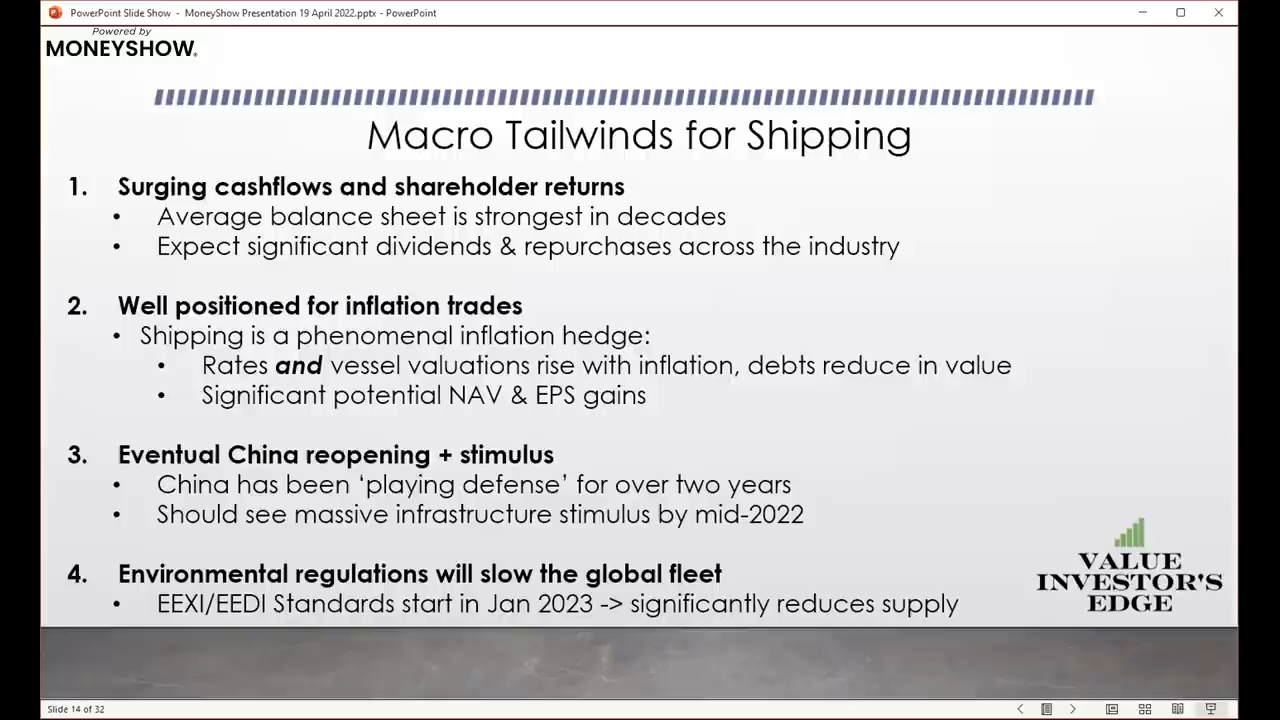 PowerPoint Slide Show - MoneyShow Presentation 19 April 2022.pptx - PowerPoint
Powered by
MONEYSHOW®
Macro Tailwinds for Shipping
1. Surging cashflows and shareholder returns
• Average balance sheet is strongest in decades
• Expect significant dividends & repurchases across the industry
2. Well positioned for inflation trades
• Shipping is a phenomenal inflation hedge:
• Rates and vessel valuations rise with inflation, debts reduce in value
• Significant potential NAV & EPS gains
3. Eventual China reopening + stimulus
• China has been ‘playing defense’ for over two years
• Should see massive infrastructure stimulus by mid-2022
4. Environmental regulations will slow the global fleet
• EEXI/EEDI Standards start in Jan 2023 -> significantly reduces supply
VALUE
INVESTOR'S
EDGE
Slide 14 of 32